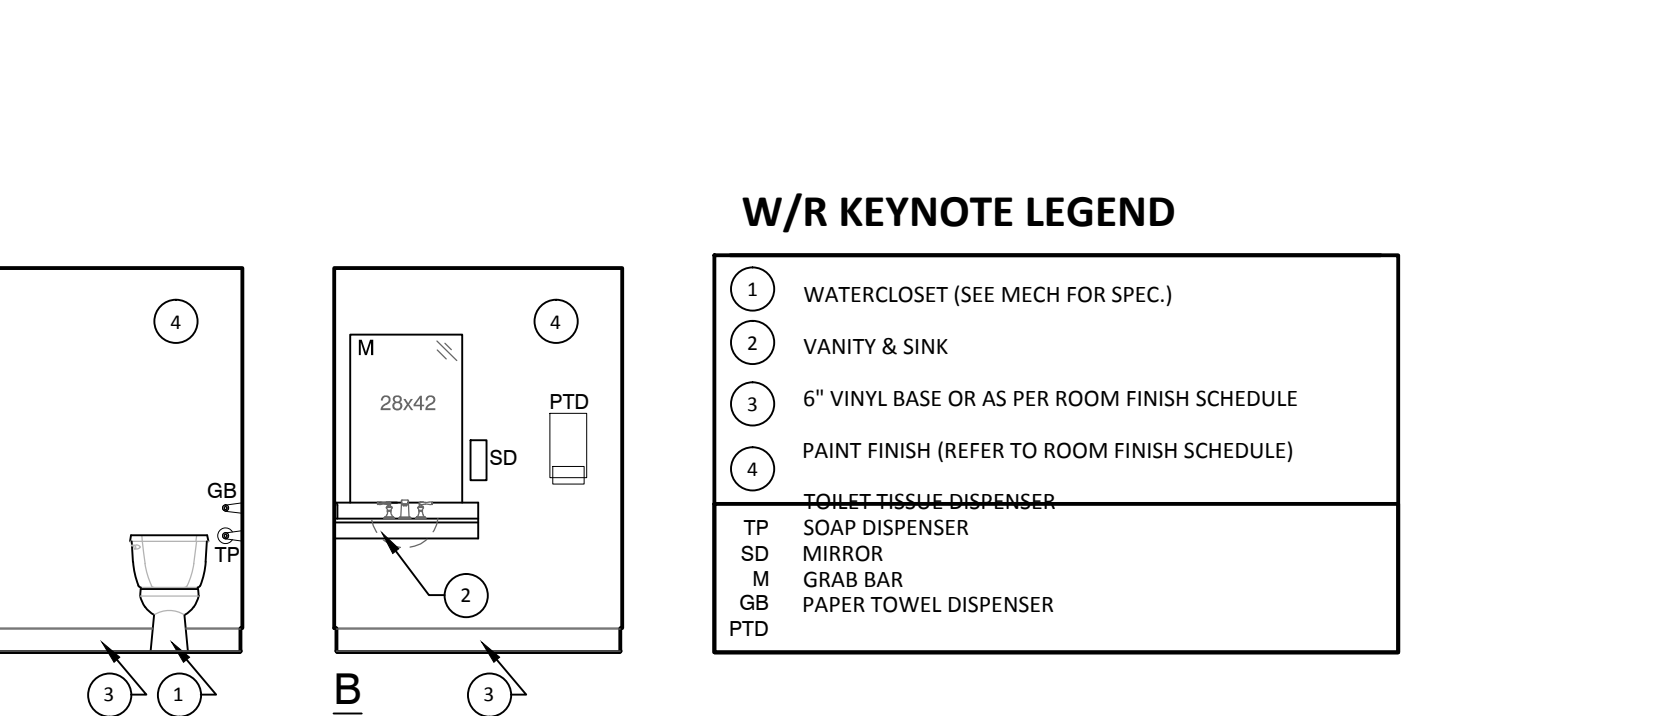 W/R KEYNOTE LEGEND
1 WATERCLOSET (SEE MECH FOR SPEC.)
2 VANITY & SINK
3 6" VINYL BASE OR AS PER ROOM FINISH SCHEDULE
4 PAINT FINISH (REFER TO ROOM FINISH SCHEDULE)
TOILET TISSUE DISPENSER
TP SOAP DISPENSER
SD MIRROR
M GRAB BAR
GB PAPER TOWEL DISPENSER
PTD
4
GB
TP
3
1
4
M
28x42
PTD
SD
2
B
3